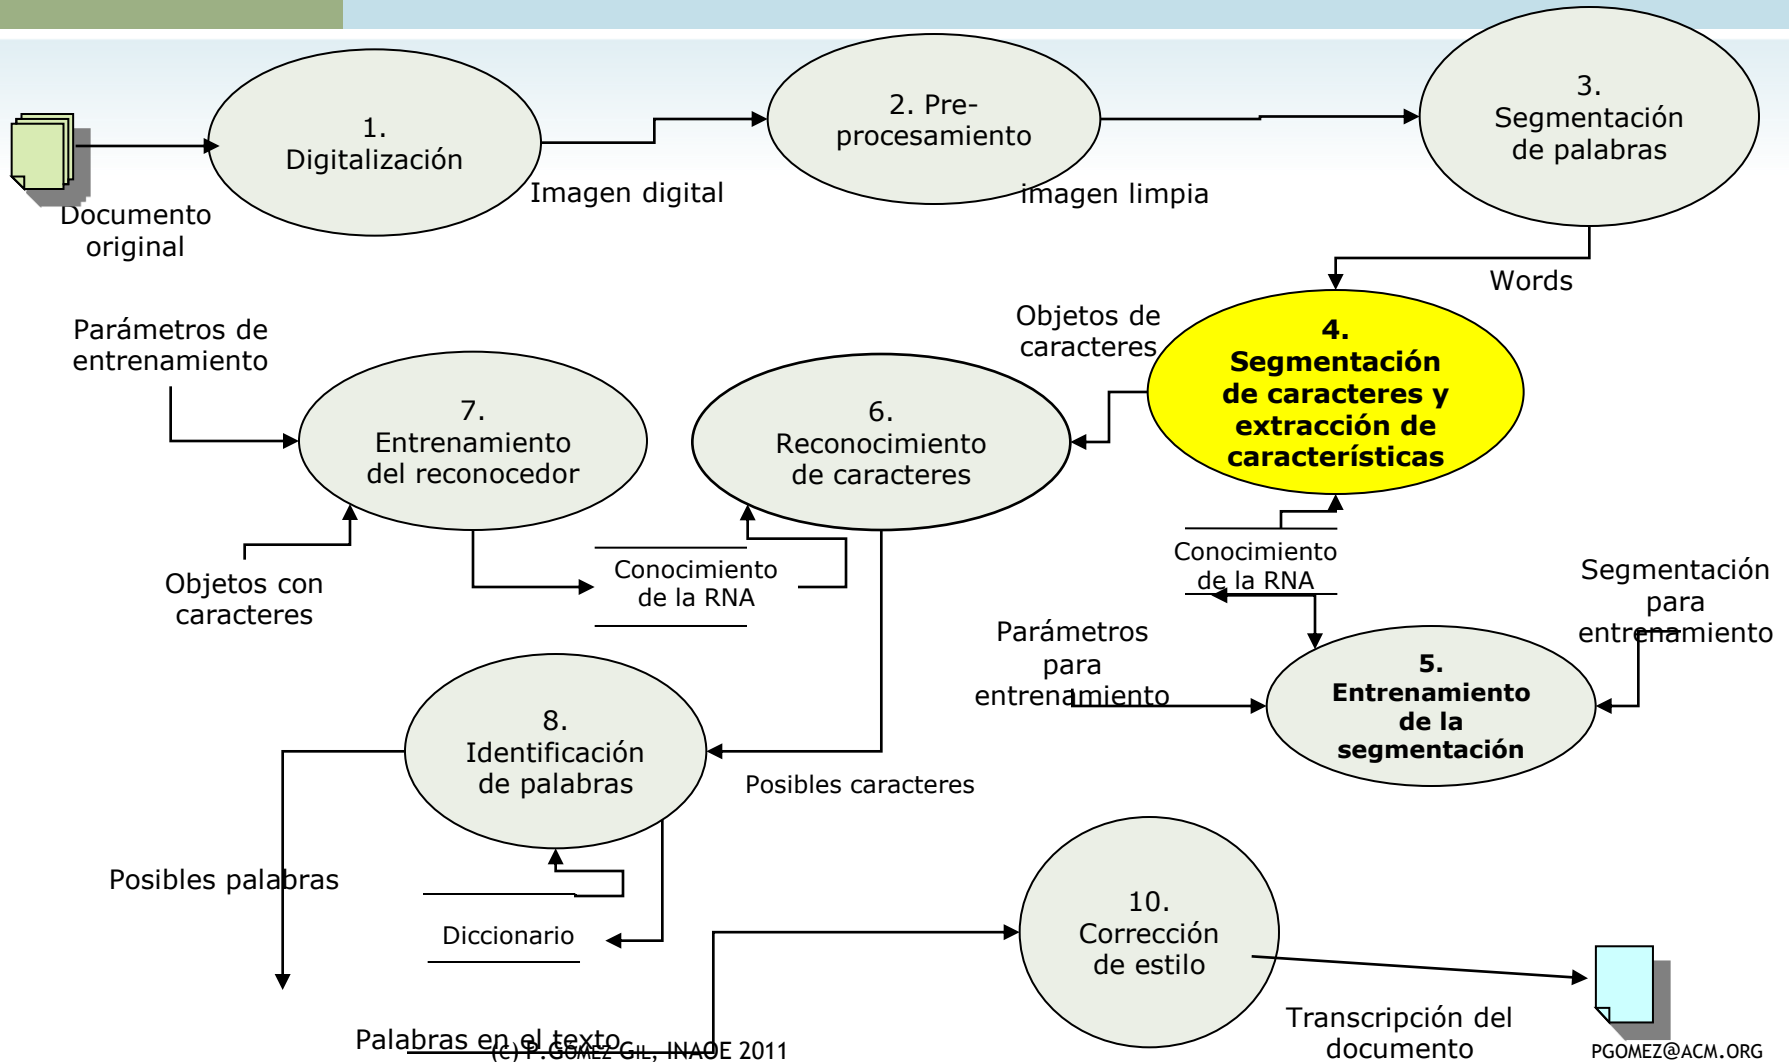 1.
Digitalización
2. Pre-
procesamiento
3.
Segmentación
de palabras
Documento
original
Imagen digital
imagen limpia
Words
Parámetros de
entrenamiento
7.
Entrenamiento
del reconocedor
6.
Reconocimiento
de caracteres
Objetos de
caracteres
4.
Segmentación
de caracteres y
extracción de
características
Objetos con
caracteres
Conocimiento
de la RNA
Conocimiento
de la RNA
Segmentación
para
entrenamiento
Parámetros
para
entrenamiento
5.
Entrenamiento
de la
segmentación
8.
Identificación
de palabras
Posibles caracteres
Posibles palabras
Diccionario
10.
Corrección
de estilo
Transcripción del
documento
Palabras en el texto
(c) P. GÓMEZ GIL, INAOE 2011
PGOMEZ@ACM.ORG